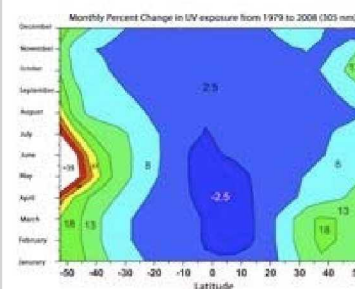 Monthly Percent Change in UV exposure from 1979 to 2008 (305 nm
December
November
October
September
August
July
June
May
April
March
February
January
2.5
8
-2.5
6
13
18
18 13
-50 -40 -30 -20 -10 0 10 20 30 40 50
Latitude